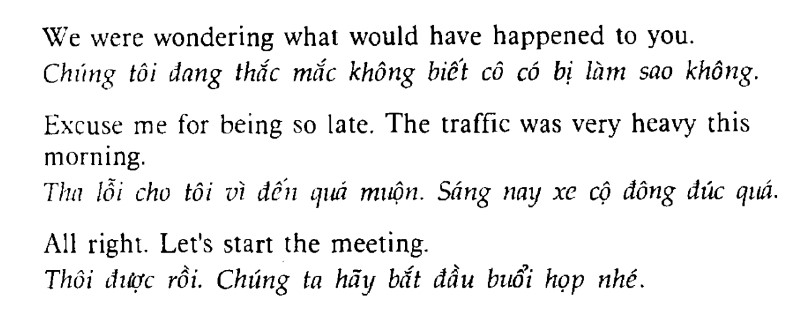 We were wondering what would have happened to you.
Chúng tôi đang thắc mắc không biết cô có bị làm sao không.
Excuse me for being so late. The traffic was very heavy this
morning.
Tha lỗi cho tôi vì đến quá muộn. Sáng nay xe cộ đông đúc quá.
All right. Let's start the meeting.
Thôi được rồi. Chúng ta hãy bắt đầu buổi họp nhé.